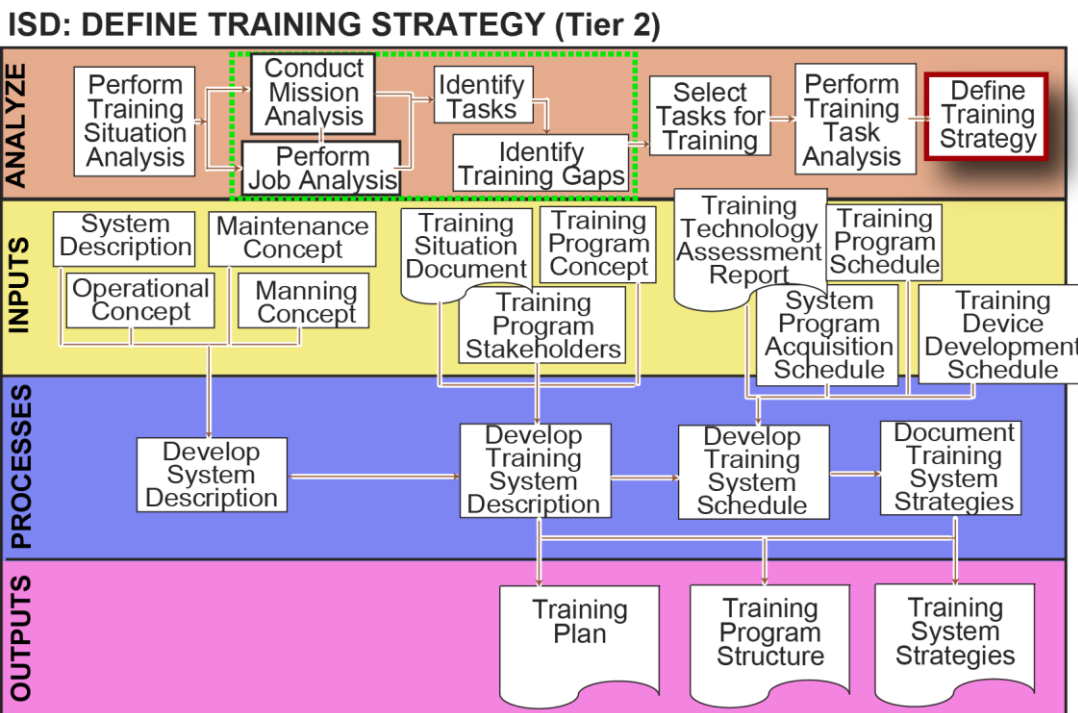 ISD: DEFINE TRAINING STRATEGY (Tier 2)
ANALYZE
Perform
Training
Situation
Analysis
Conduct
Mission
Analysis
Perform
Job Analysis
Identify
Tasks
Identify
Training Gaps
Select
Tasks for
Training
Perform
Training
Task
Analysis
Define
Training
Strategy
INPUTS
System
Description
Maintenance
Concept
Operational
Concept
Manning
Concept
Training
Situation
Document
Training
Program
Concept
Training
Program
Stakeholders
Training
Technology
Assessment
Report
Training
Program
Schedule
System
Program
Acquisition
Schedule
Training
Device
Development
Schedule
PROCESSES
Develop
System
Description
Develop
Training
System
Description
Develop
Training
System
Schedule
Document
Training
System
Strategies
OUTPUTS
Training
Plan
Training
Program
Structure
Training
System
Strategies